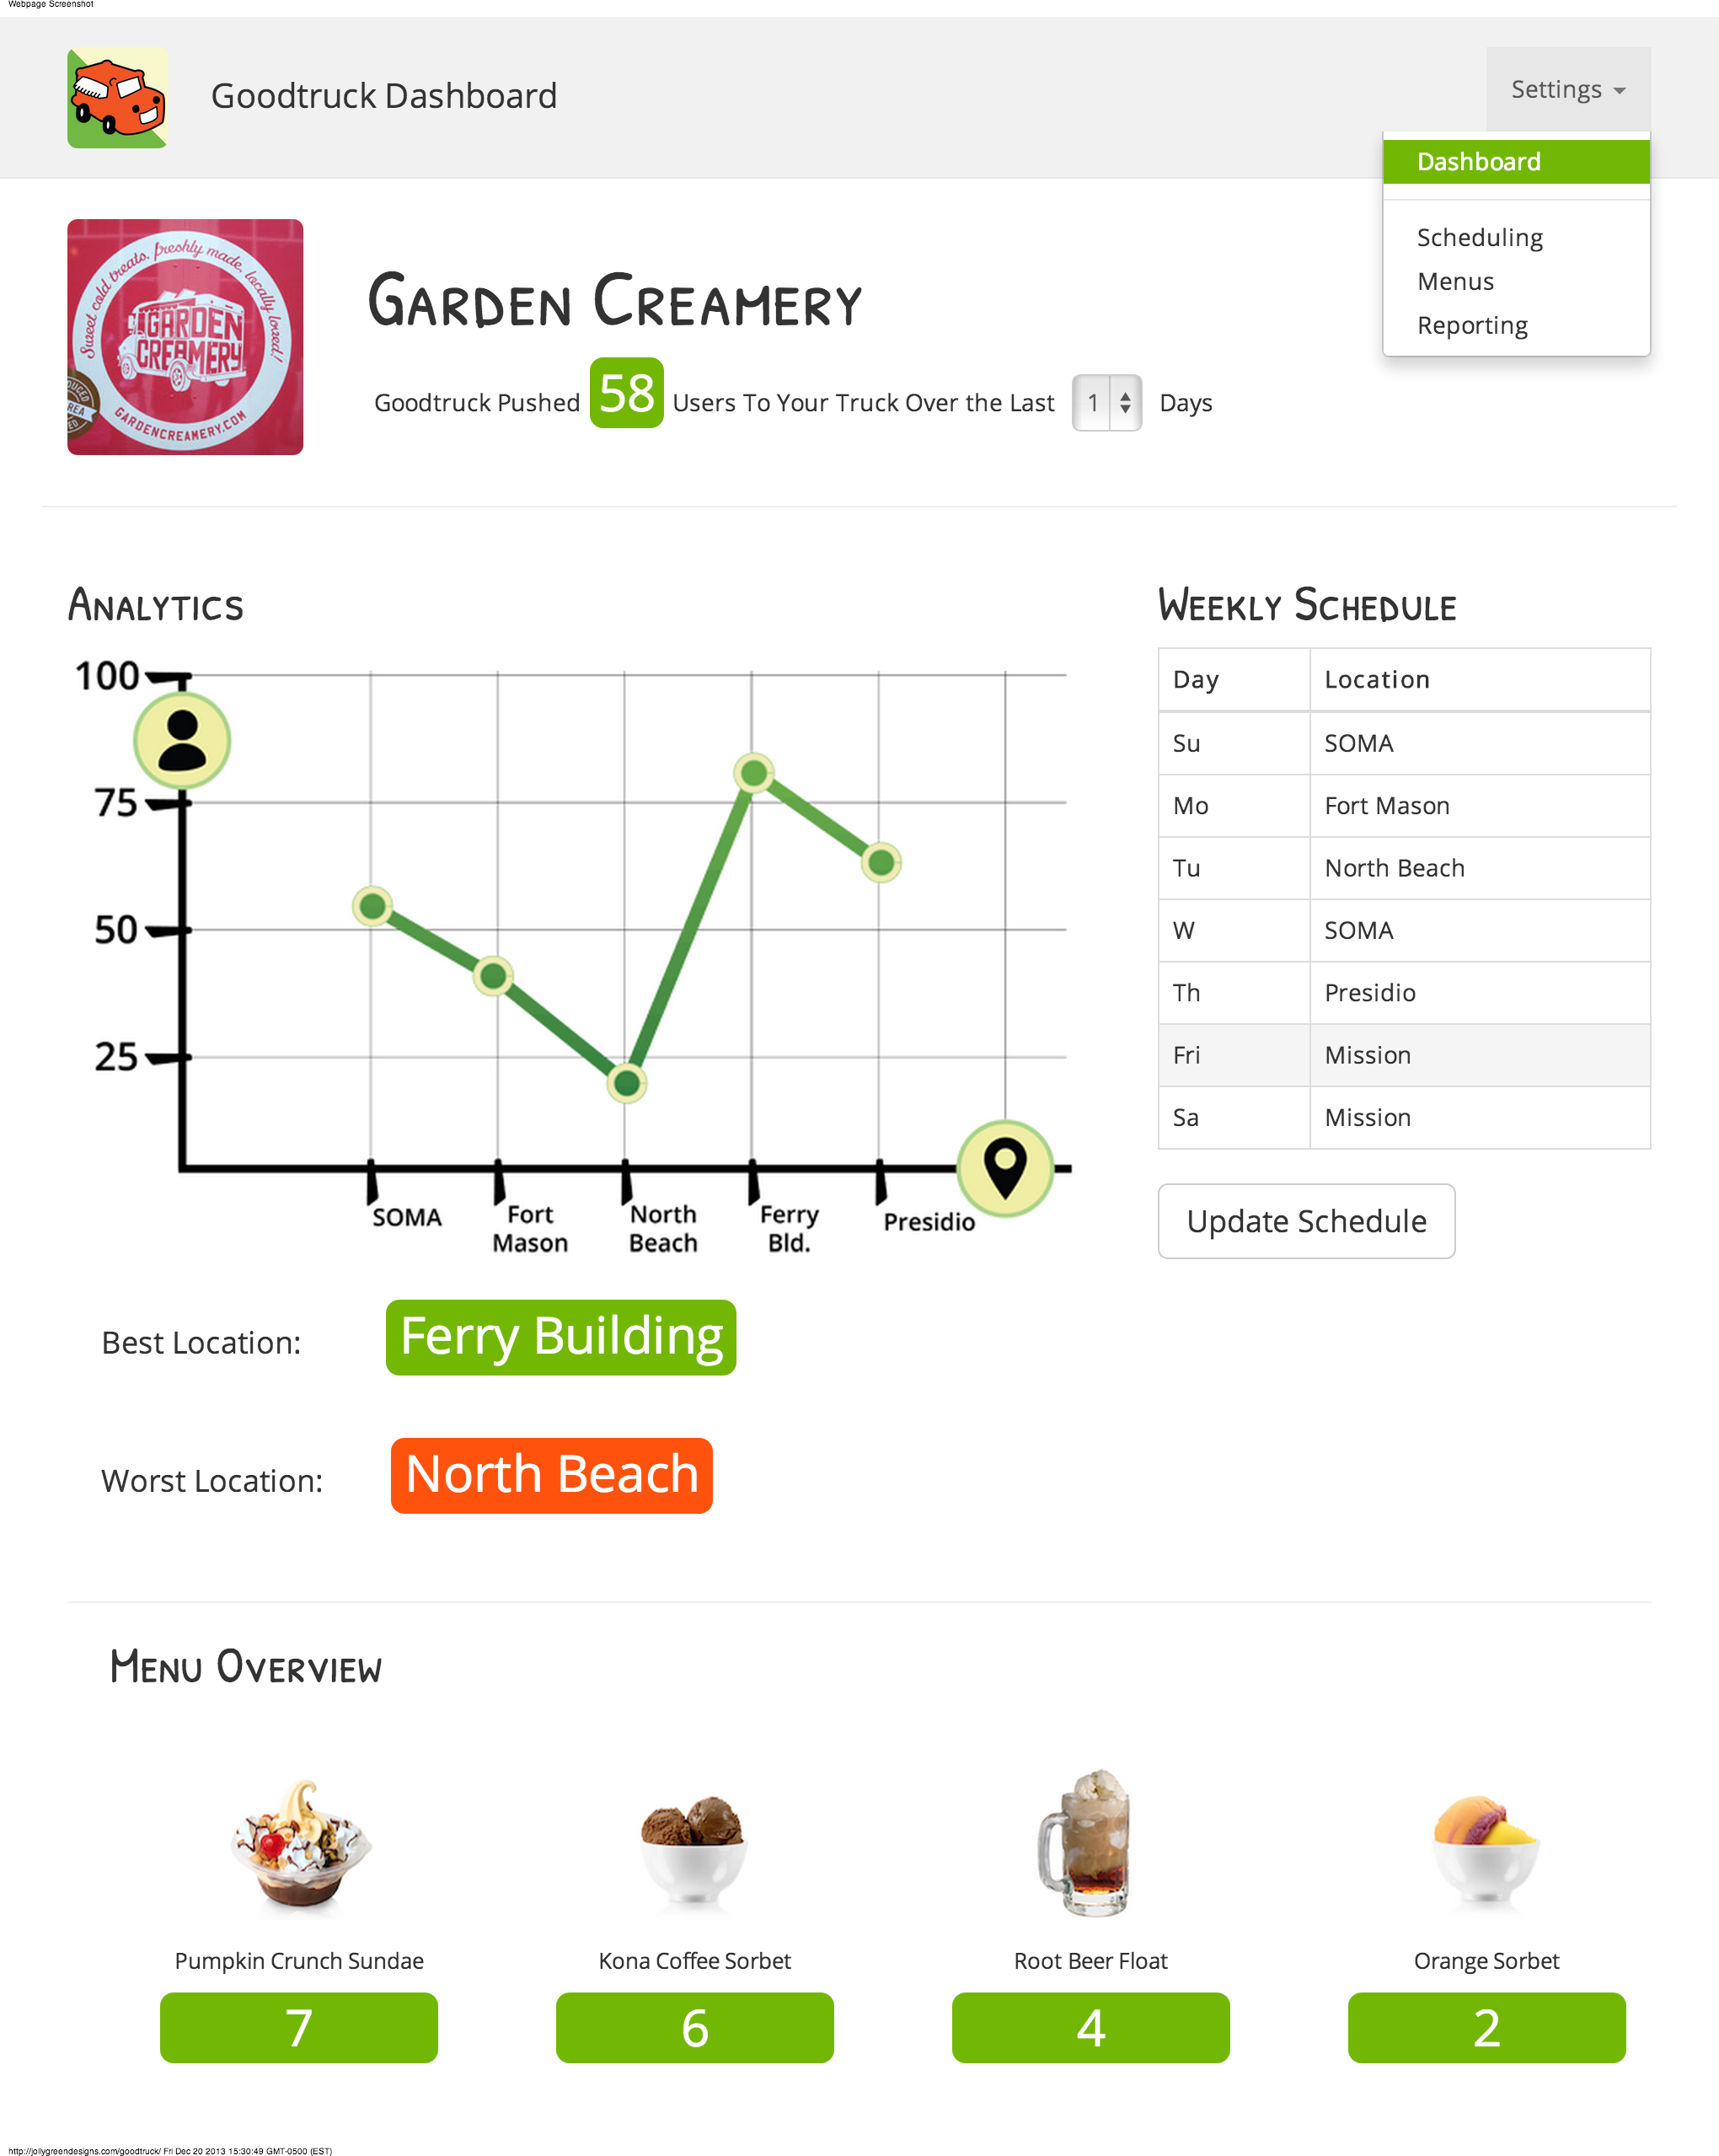 Webpage Screenshot
Goodtruck Dashboard
Settings
Dashboard
Scheduling
Menus
Reporting
Sweet cold treats, freshly made, locally loved!
GARDEN
CREAMERY
GARDENCREAMERY.COM
GARDEN CREAMERY
Goodtruck Pushed 58 Users To Your Truck Over the Last 1 Days
ANALYTICS
100
75
50
25
SOMA
Fort
Mason
North
Beach
Ferry
Bld.
Presidio
Best Location: Ferry Building
Worst Location: North Beach
WEEKLY SCHEDULE
Day Location
Su SOMA
Mo Fort Mason
Tu North Beach
W SOMA
Th Presidio
Fri Mission
Sa Mission
Update Schedule
MENU OVERVIEW
Pumpkin Crunch Sundae
7
Kona Coffee Sorbet
6
Root Beer Float
4
Orange Sorbet
2
http://jollygreendesigns.com/goodtruck/ Fri Dec 20 2013 15:30:49 GMT-0500 (EST)